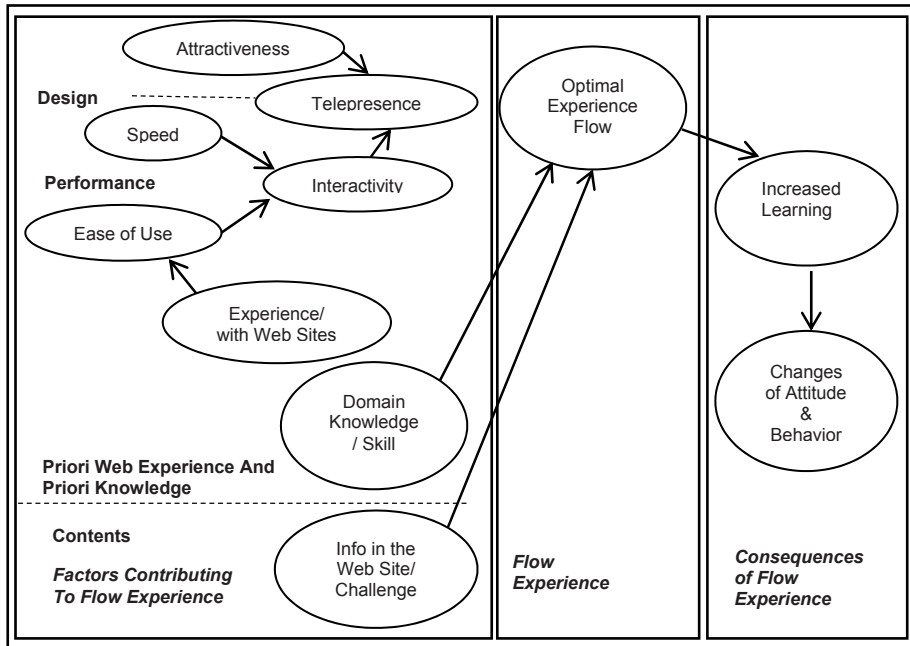 Attractiveness
Design
Telepresence
Speed
Performance
Interactivity
Ease of Use
Experience/
with Web Sites
Domain
Knowledge
/ Skill
Priori Web Experience And
Priori Knowledge
Contents
Factors Contributing
To Flow Experience
Info in the
Web Site/
Challenge
Optimal
Experience
Flow
Flow
Experience
Increased
Learning
Changes
of Attitude
&
Behavior
Consequences
of Flow
Experience